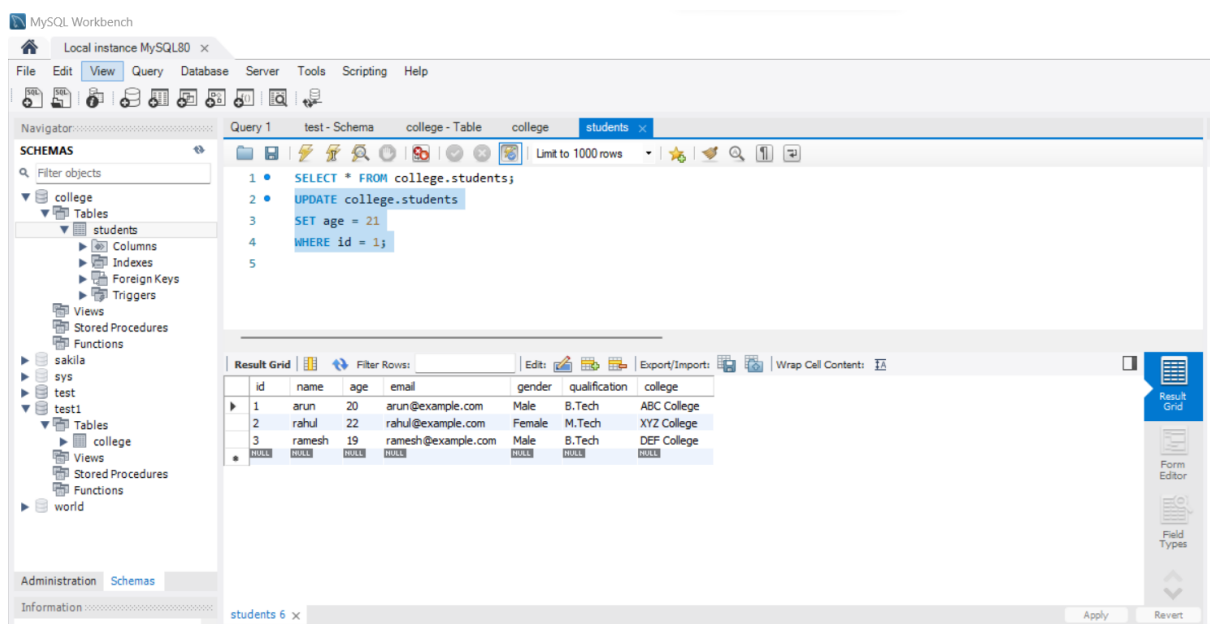 MySQL Workbench
Local instance MySQL80 ×
File Edit View Query Database Server Tools Scripting Help
Navigator
Query 1 test - Schema college - Table college students ×
SCHEMAS
Limit to 1000 rows
Filter objects
1 SELECT * FROM college.students;
2 UPDATE college.students
3 SET age = 21
4 WHERE id = 1;
5
college
Tables
students
Columns
Indexes
Foreign Keys
Triggers
Views
Stored Procedures
Functions
sakila
sys
test
test1
Tables
college
Views
Stored Procedures
Functions
world
Result Grid Filter Rows: Edit: Export/Import: Wrap Cell Content:
id name age email gender qualification college
1 arun 20 arun@example.com Male B.Tech ABC College
2 rahul 22 rahul@example.com Female M.Tech XYZ College
3 ramesh 19 ramesh@example.com Male B.Tech DEF College
NULL NULL NULL NULL NULL NULL NULL
Result
Grid
Form
Editor
Field
Types
Administration Schemas
Information
students 6 ×
Apply Revert